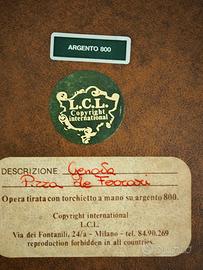 ARGENTO 800
L.C.L.
Copyright
international
DESCRIZIONE Genova
P.zza De Ferrari
Opera tirata con torchietto a mano su argento 800.
Copyright international
L.C.L.
Via dei Fontanili, 24/a - Milano - tel. 84.90.269
reproduction forbidden in all countries.